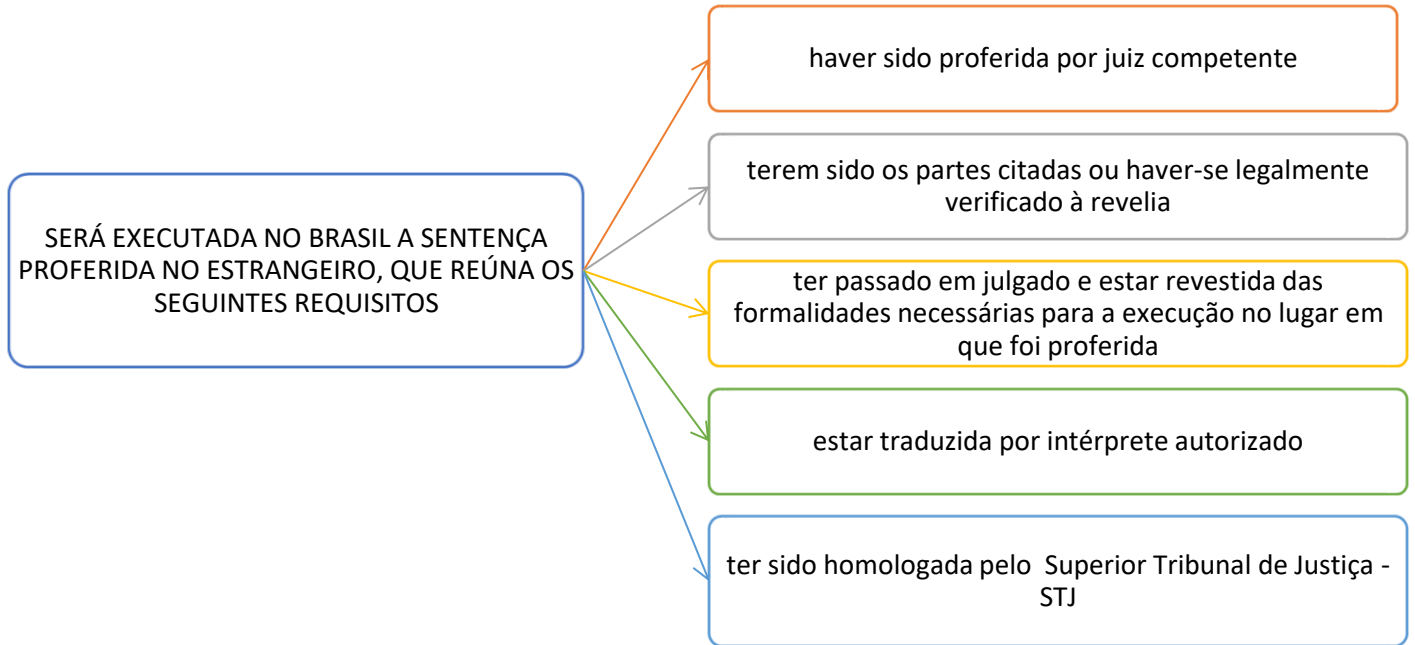 SERÁ EXECUTADA NO BRASIL A SENTENÇA
PROFERIDA NO ESTRANGEIRO, QUE REÚNA OS
SEGUINTES REQUISITOS
haver sido proferida por juiz competente
terem sido os partes citadas ou haver-se legalmente
verificado à revelia
ter passado em julgado e estar revestida das
formalidades necessárias para a execução no lugar em
que foi proferida
estar traduzida por intérprete autorizado
ter sido homologada pelo  Superior Tribunal de Justiça -
STJ